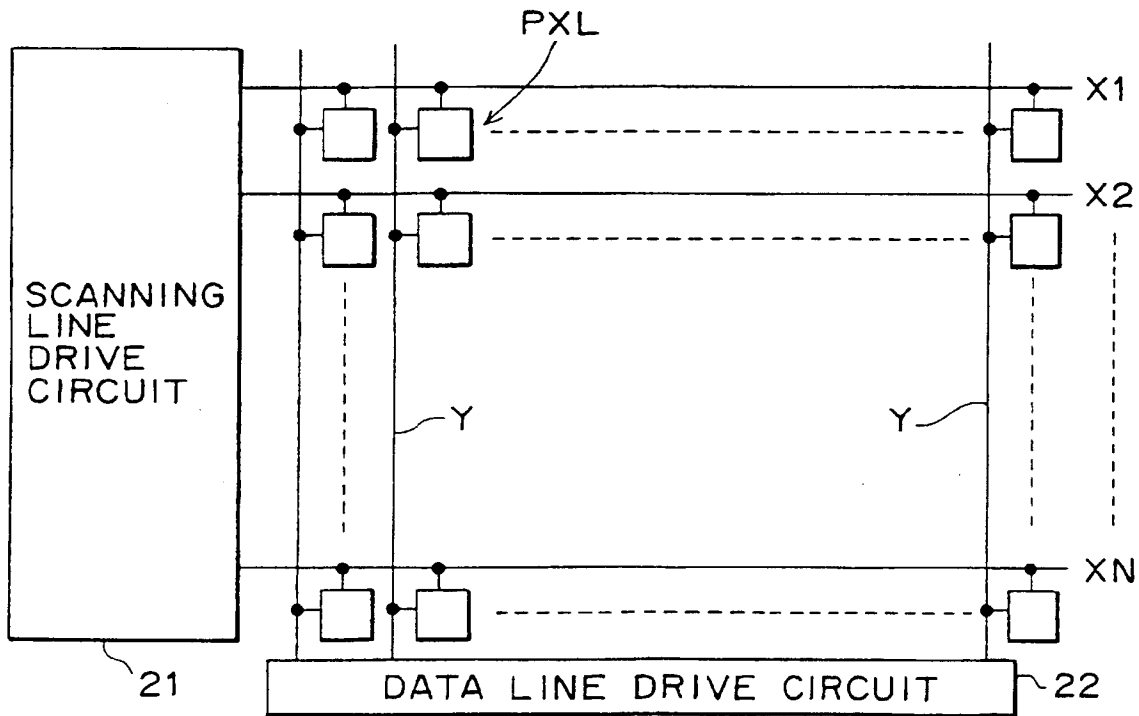 PXL
X1
X2
SCANNING
LINE
DRIVE
CIRCUIT
Y
Y
XN
21
DATA LINE DRIVE CIRCUIT
22